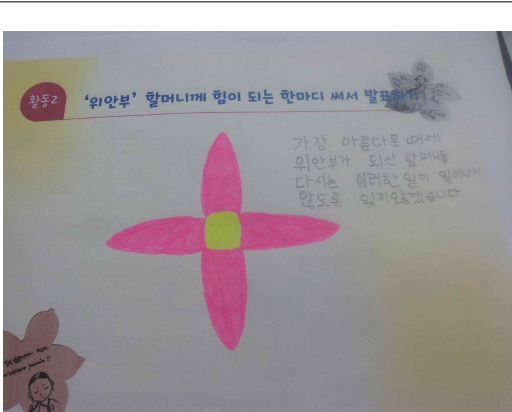 활동2 '위안부' 할머니께 힘이 되는 한마디 써서 발표하기
가장 아름다운 때에
위안부가 되신 할머니들
다시는 이러한 일이 일어나지
않도록 잊지않겠습니다.